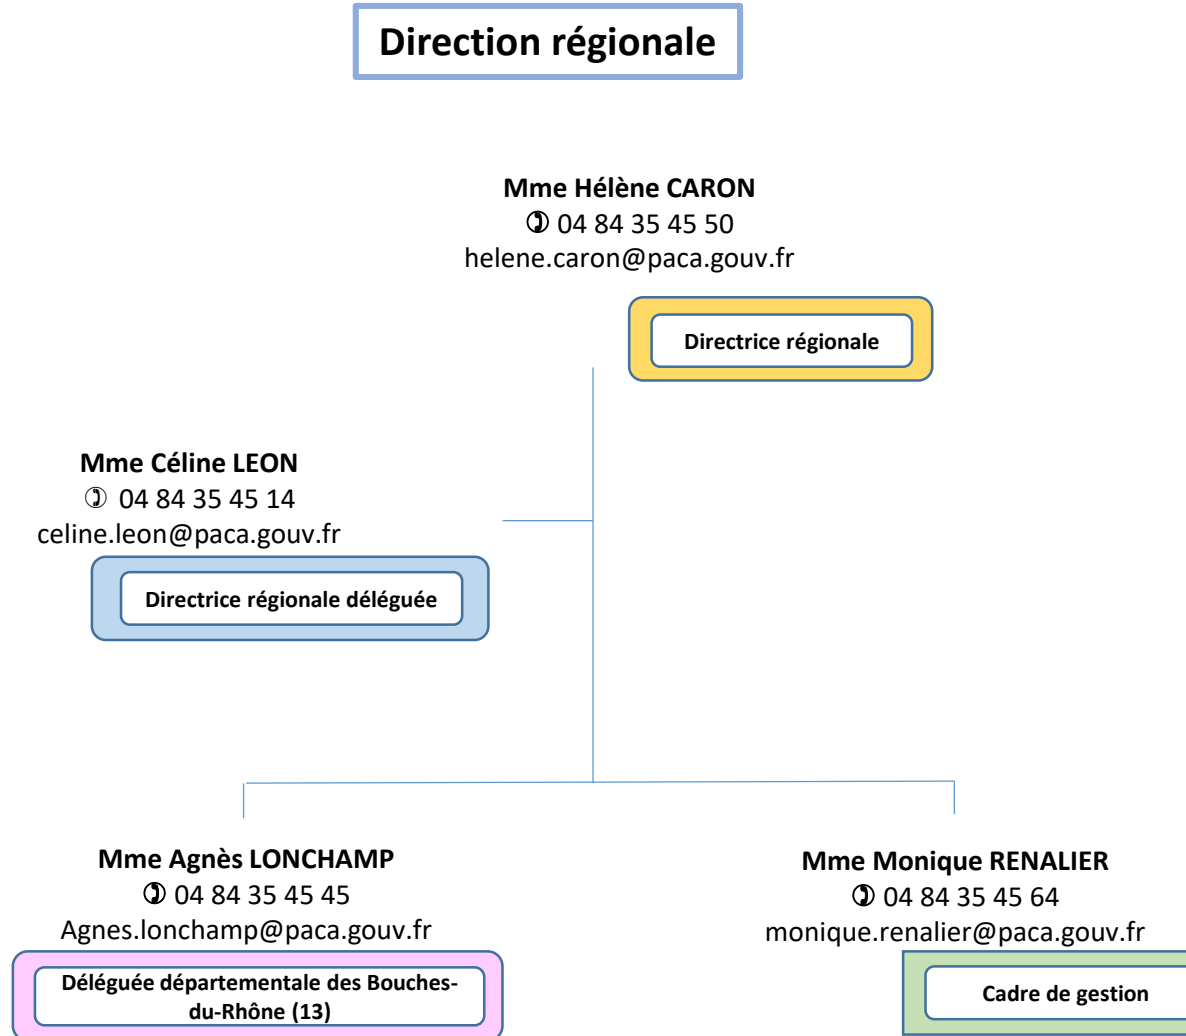 Direction régionale
Mme Hélène CARON
✆ 04 84 35 45 50
helene.caron@paca.gouv.fr
Directrice régionale
Mme Céline LEON
✆ 04 84 35 45 14
celine.leon@paca.gouv.fr
Directrice régionale déléguée
Mme Agnès LONCHAMP
✆ 04 84 35 45 45
Agnes.lonchamp@paca.gouv.fr
Déléguée départementale des Bouches-
du-Rhône (13)
Mme Monique RENALIER
✆ 04 84 35 45 64
monique.renalier@paca.gouv.fr
Cadre de gestion